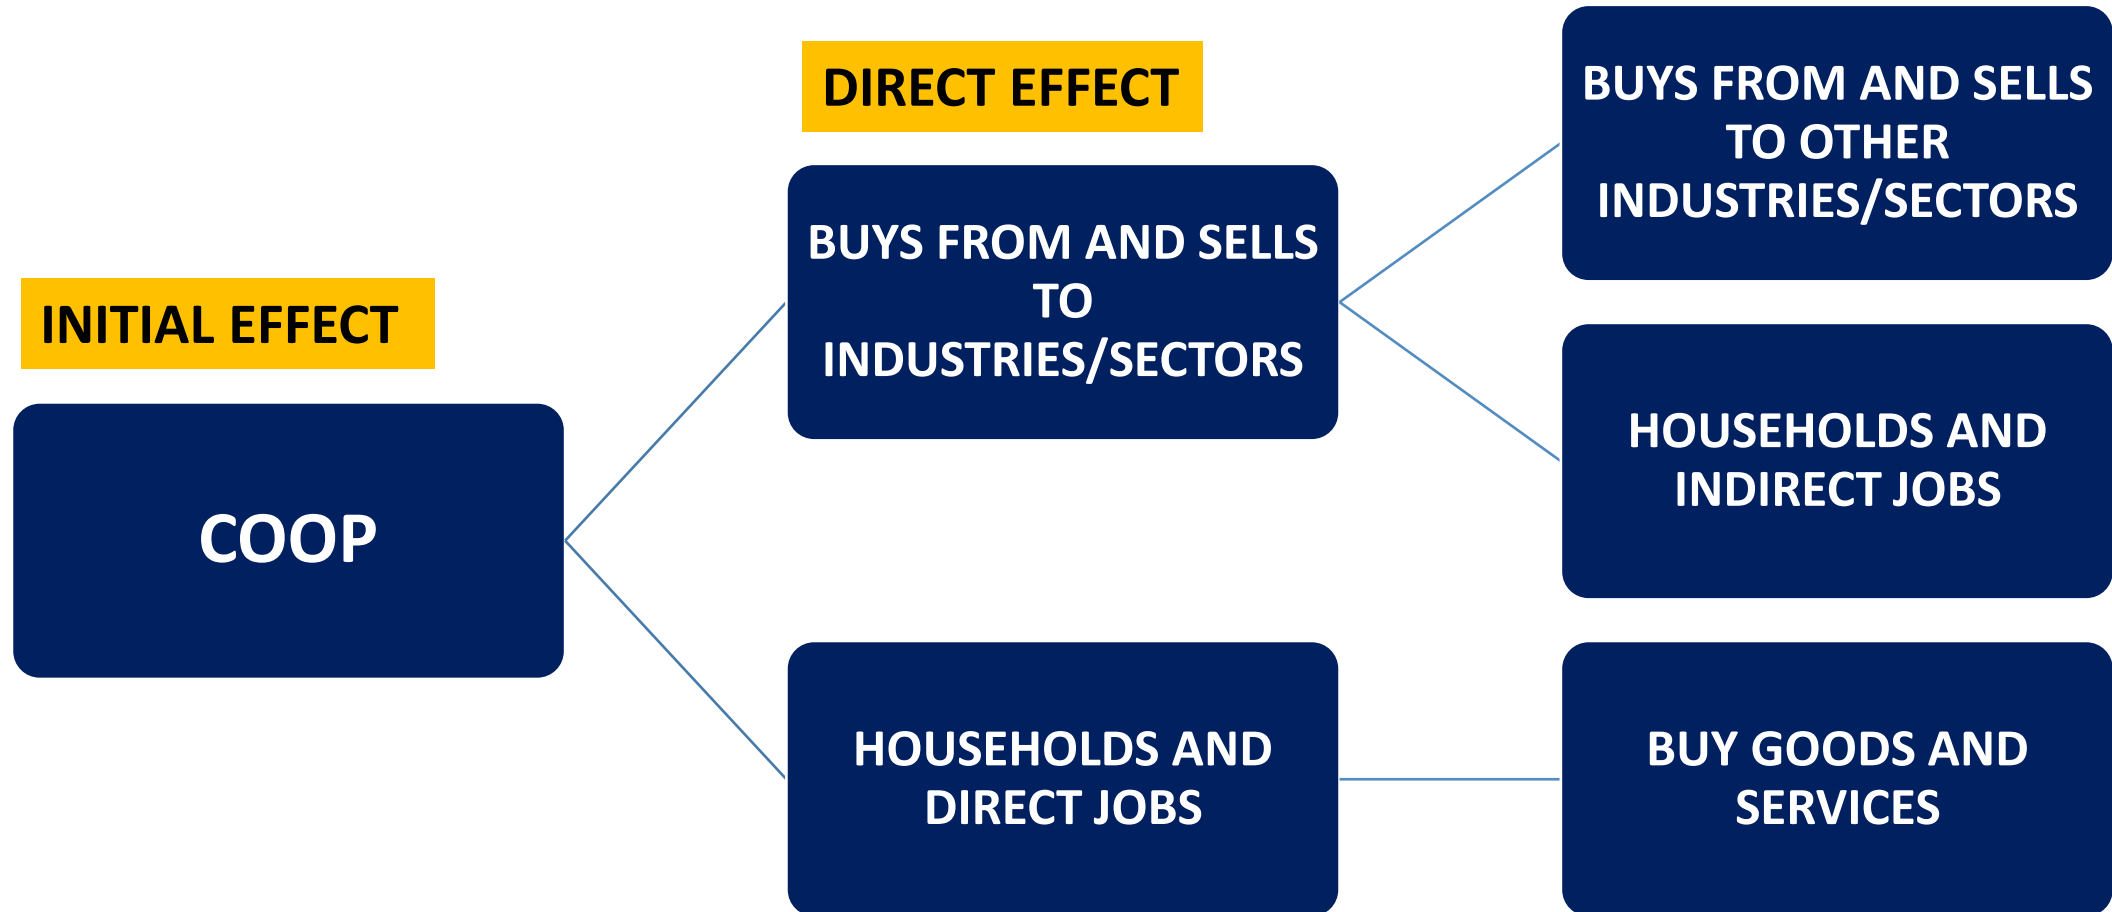 INITIAL EFFECT
COOP
DIRECT EFFECT
BUYS FROM AND SELLS
TO
INDUSTRIES/SECTORS
HOUSEHOLDS AND
DIRECT JOBS
BUYS FROM AND SELLS
TO OTHER
INDUSTRIES/SECTORS
HOUSEHOLDS AND
INDIRECT JOBS
BUY GOODS AND
SERVICES